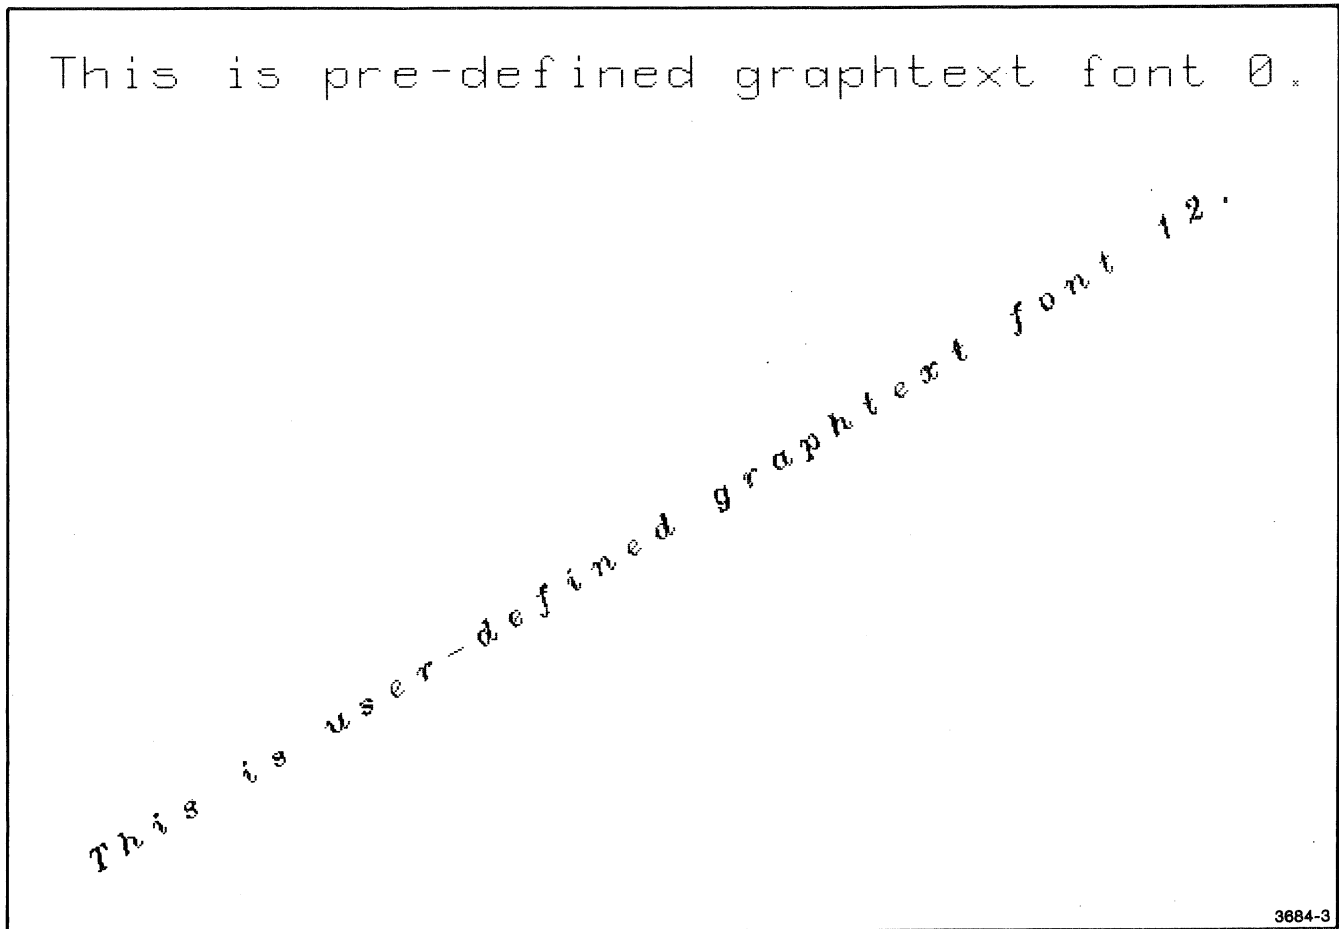 This is pre-defined graphtext font 0.
This is user-defined graphtext font 12.
3684-3